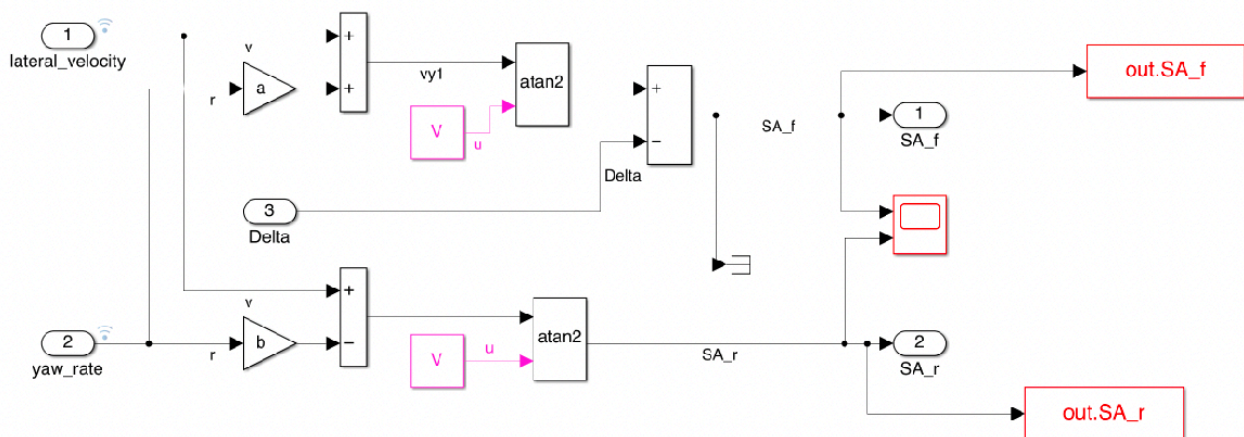 1
lateral_velocity
v
r
a
+
+
vy1
atan2
V
u
+
−
Delta
SA_f
out.SA_f
1
SA_f
3
Delta
v
+
−
2
yaw_rate
r
b
V
u
atan2
SA_r
2
SA_r
out.SA_r